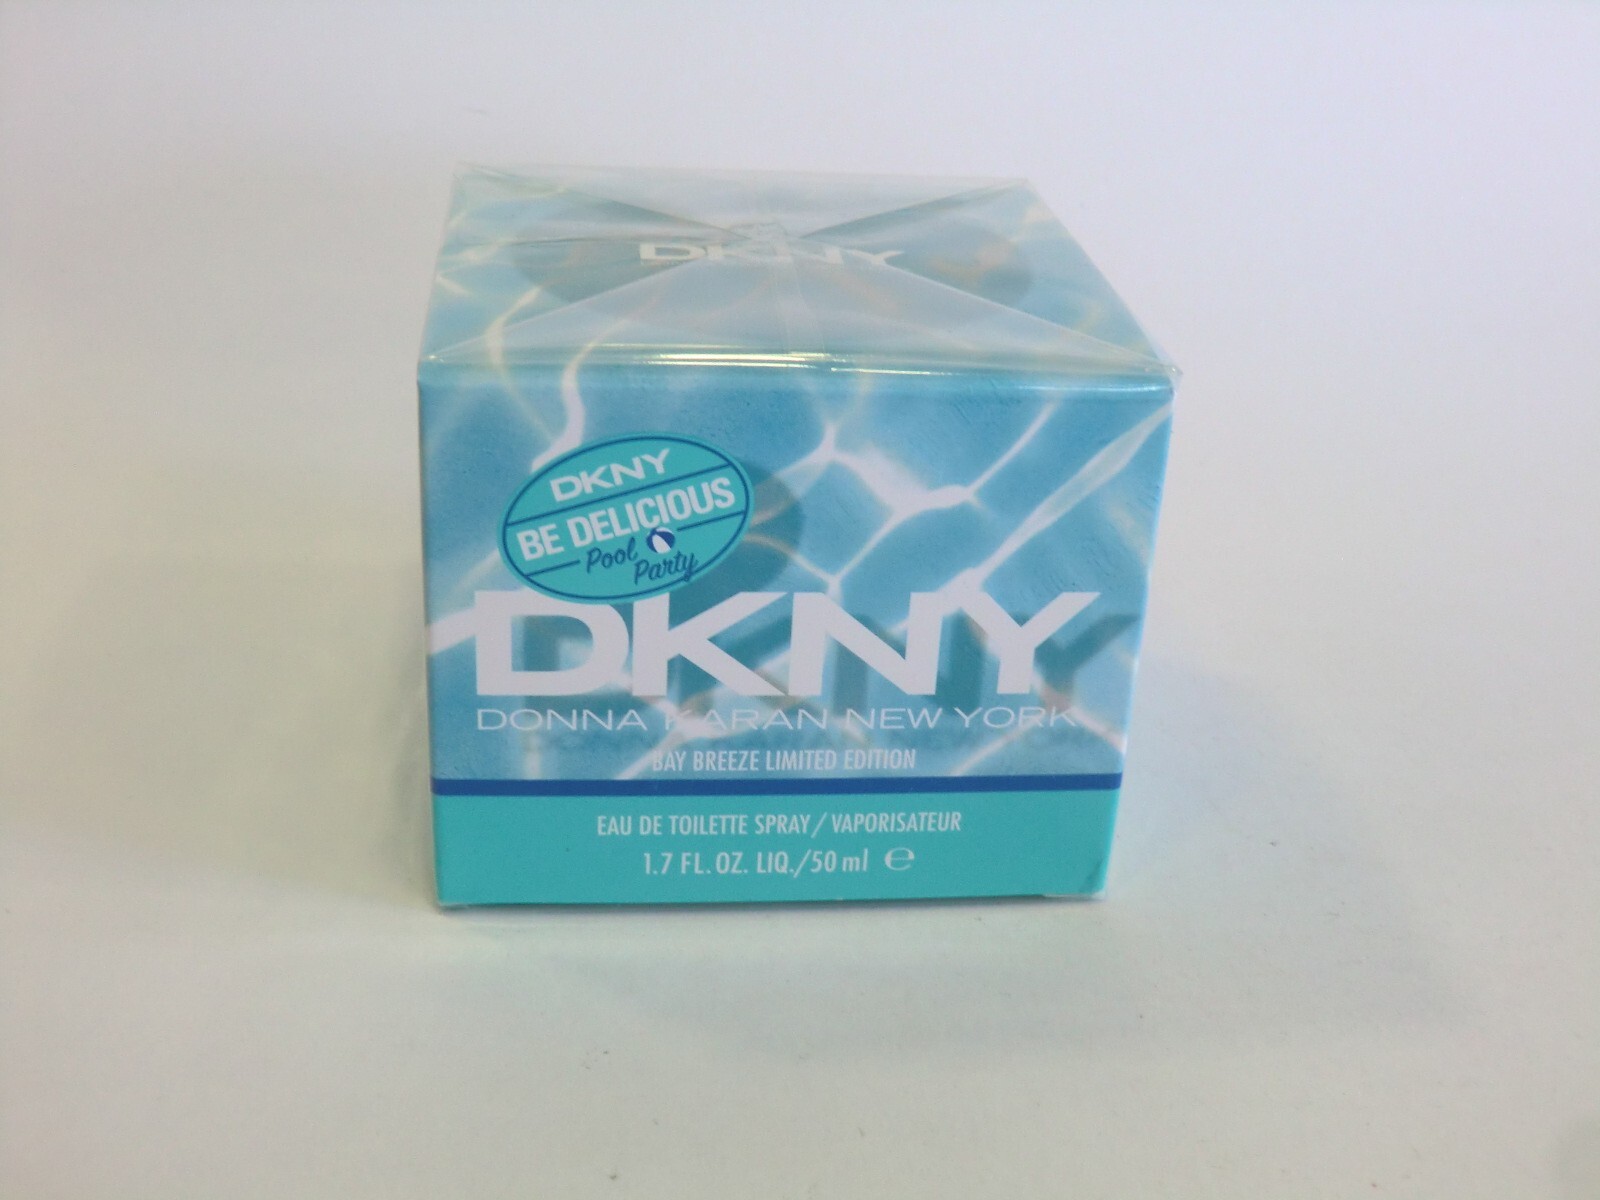 DKNY
DKNY
BE DELICIOUS
Pool
Party
DKNY
DONNA KARAN NEW YORK
BAY BREEZE LIMITED EDITION
EAU DE TOILETTE SPRAY/VAPORISATEUR
1.7 FL. OZ. LIQ./50 ml ℮